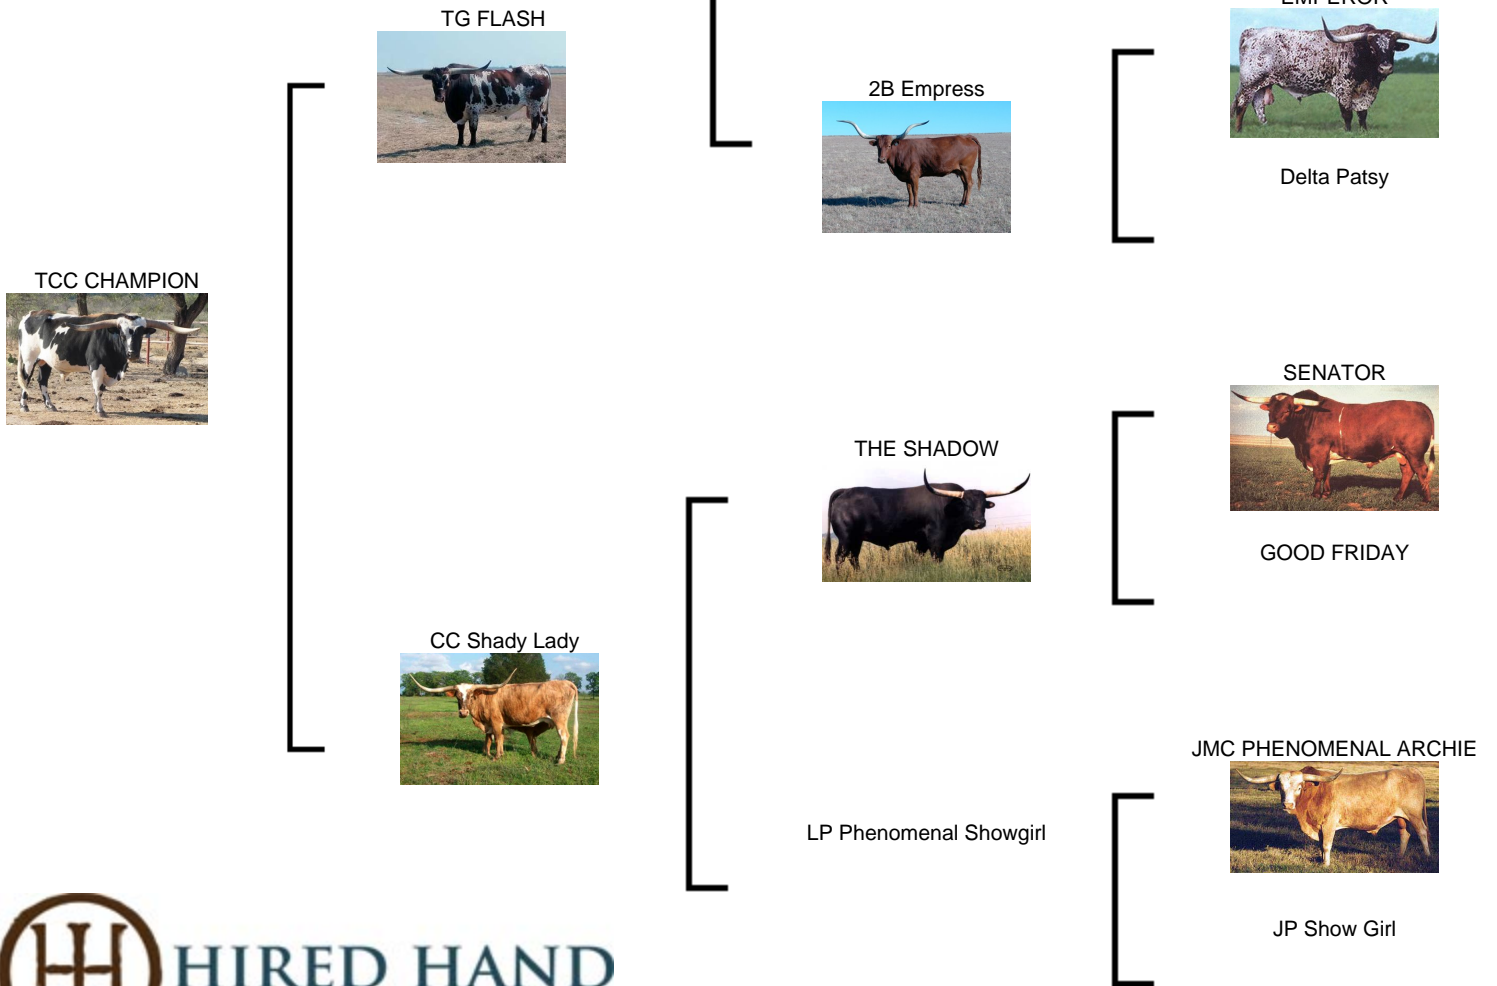 EMPEROR
TG FLASH
2B Empress
Delta Patsy
TCC CHAMPION
SENATOR
THE SHADOW
GOOD FRIDAY
CC Shady Lady
JMC PHENOMENAL ARCHIE
LP Phenomenal Showgirl
JP Show Girl
HIRED HAND